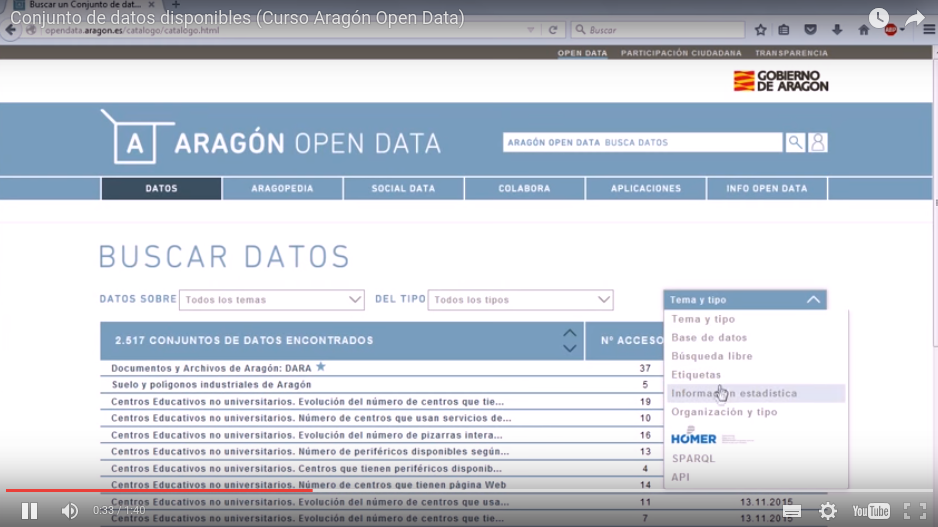 Buscar un Conjunto de dat...
Conjunto de datos disponibles (Curso Aragón Open Data)
opendata.aragon.es/catalogo/catalogo.html
Buscar
ABP
OPEN DATA PARTICIPACIÓN CIUDADANA TRANSPARENCIA
GOBIERNO
DE ARAGON
A ARAGÓN OPEN DATA
ARAGÓN OPEN DATA BUSCA DATOS
DATOS ARAGOPEDIA SOCIAL DATA COLABORA APLICACIONES INFO OPEN DATA
BUSCAR DATOS
DATOS SOBRE Todos los temas DEL TIPO Todos los tipos Tema y tipo
Tema y tipo
Base de datos
Búsqueda libre
Etiquetas
Información estadística
Organización y tipo
HOMER
SPARQL
API
2.517 CONJUNTOS DE DATOS ENCONTRADOS Nº ACCESO
Documentos y Archivos de Aragón: DARA 37
Suelo y polígonos industriales de Aragón 5
Centros Educativos no universitarios. Evolución del número de centros que tie... 19
Centros Educativos no universitarios. Número de centros que usan servicios de... 10
Centros Educativos no universitarios. Evolución del número de pizarras intera... 16
Centros Educativos no universitarios. Número de periféricos disponibles según... 13
Centros Educativos no universitarios. Centros que tienen periféricos disponib... 4
Centros Educativos no universitarios. Número de centros que tienen página Web 14
Centros Educativos no universitarios. Evolución del número de centros que usa... 11 13.11.2015
Centros Educativos no universitarios. Evolución del número de centros que tie... 7 13.11.2015
0:33 / 1:40
YouTube